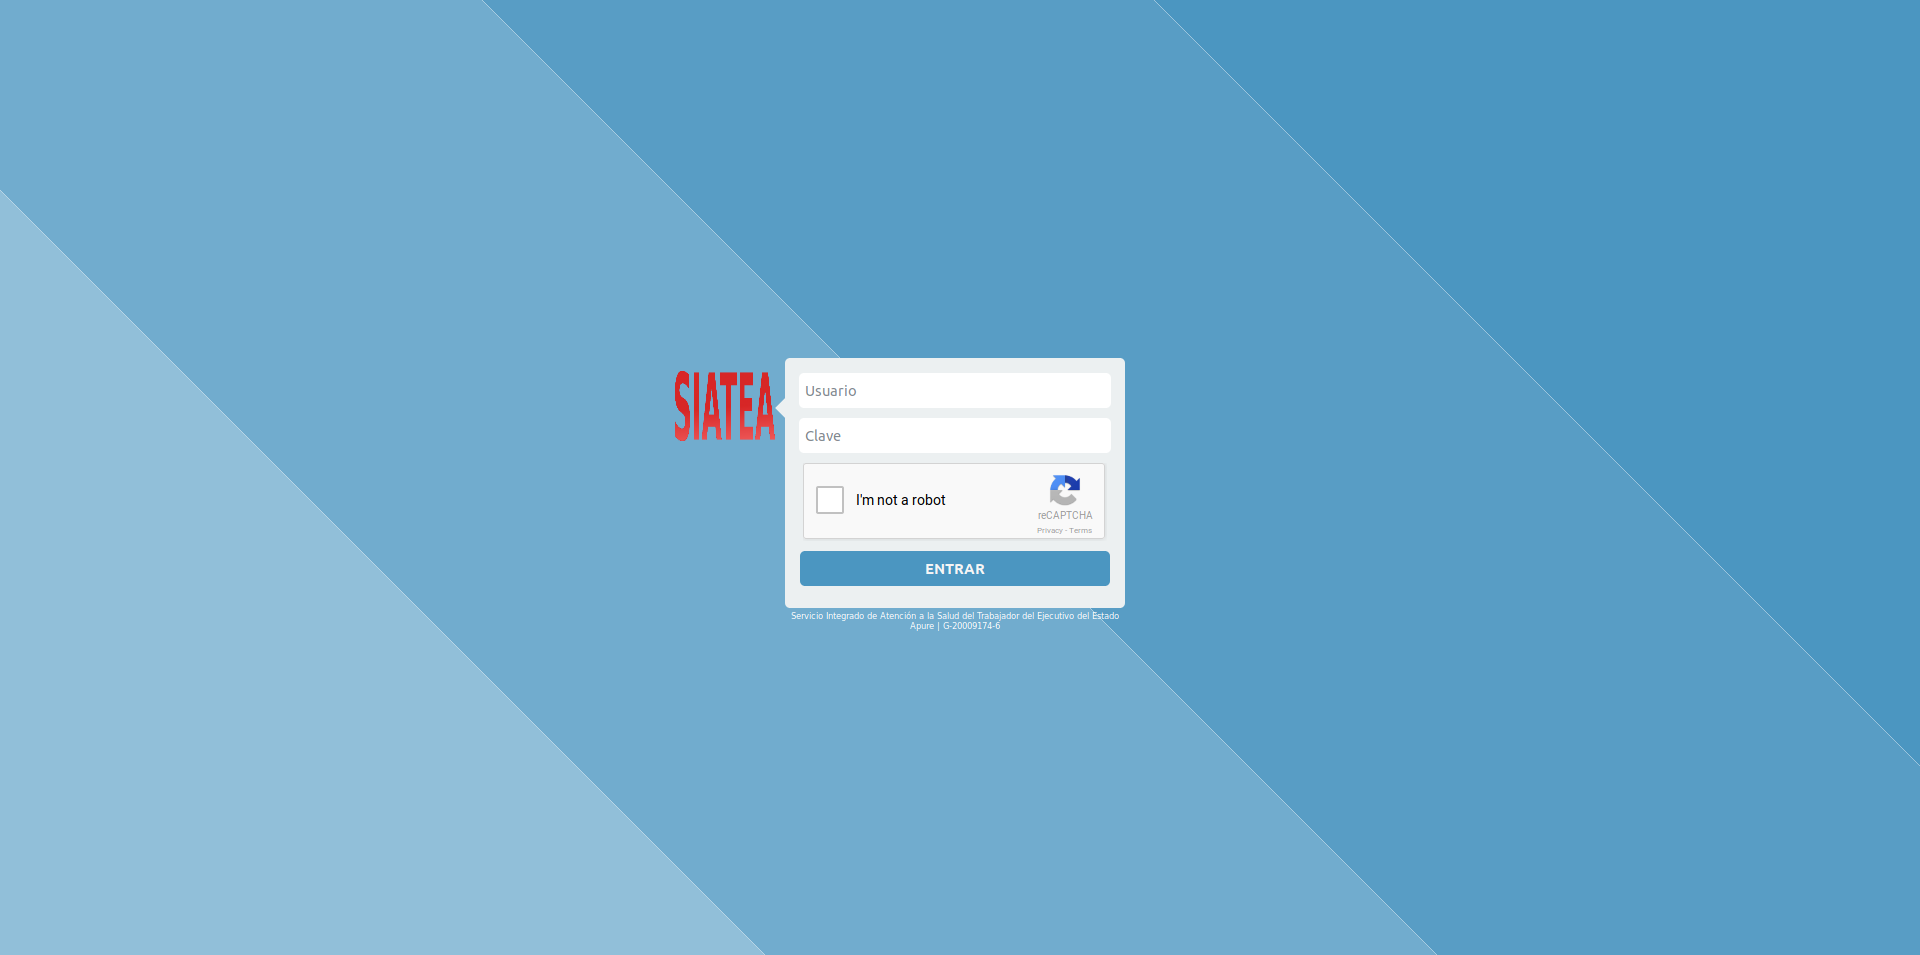 SIATEA
Usuario
Clave
I'm not a robot
reCAPTCHA
Privacy - Terms
ENTRAR
Servicio Integrado de Atención a la Salud del Trabajador del Ejecutivo del Estado
Apure | G-20009174-6